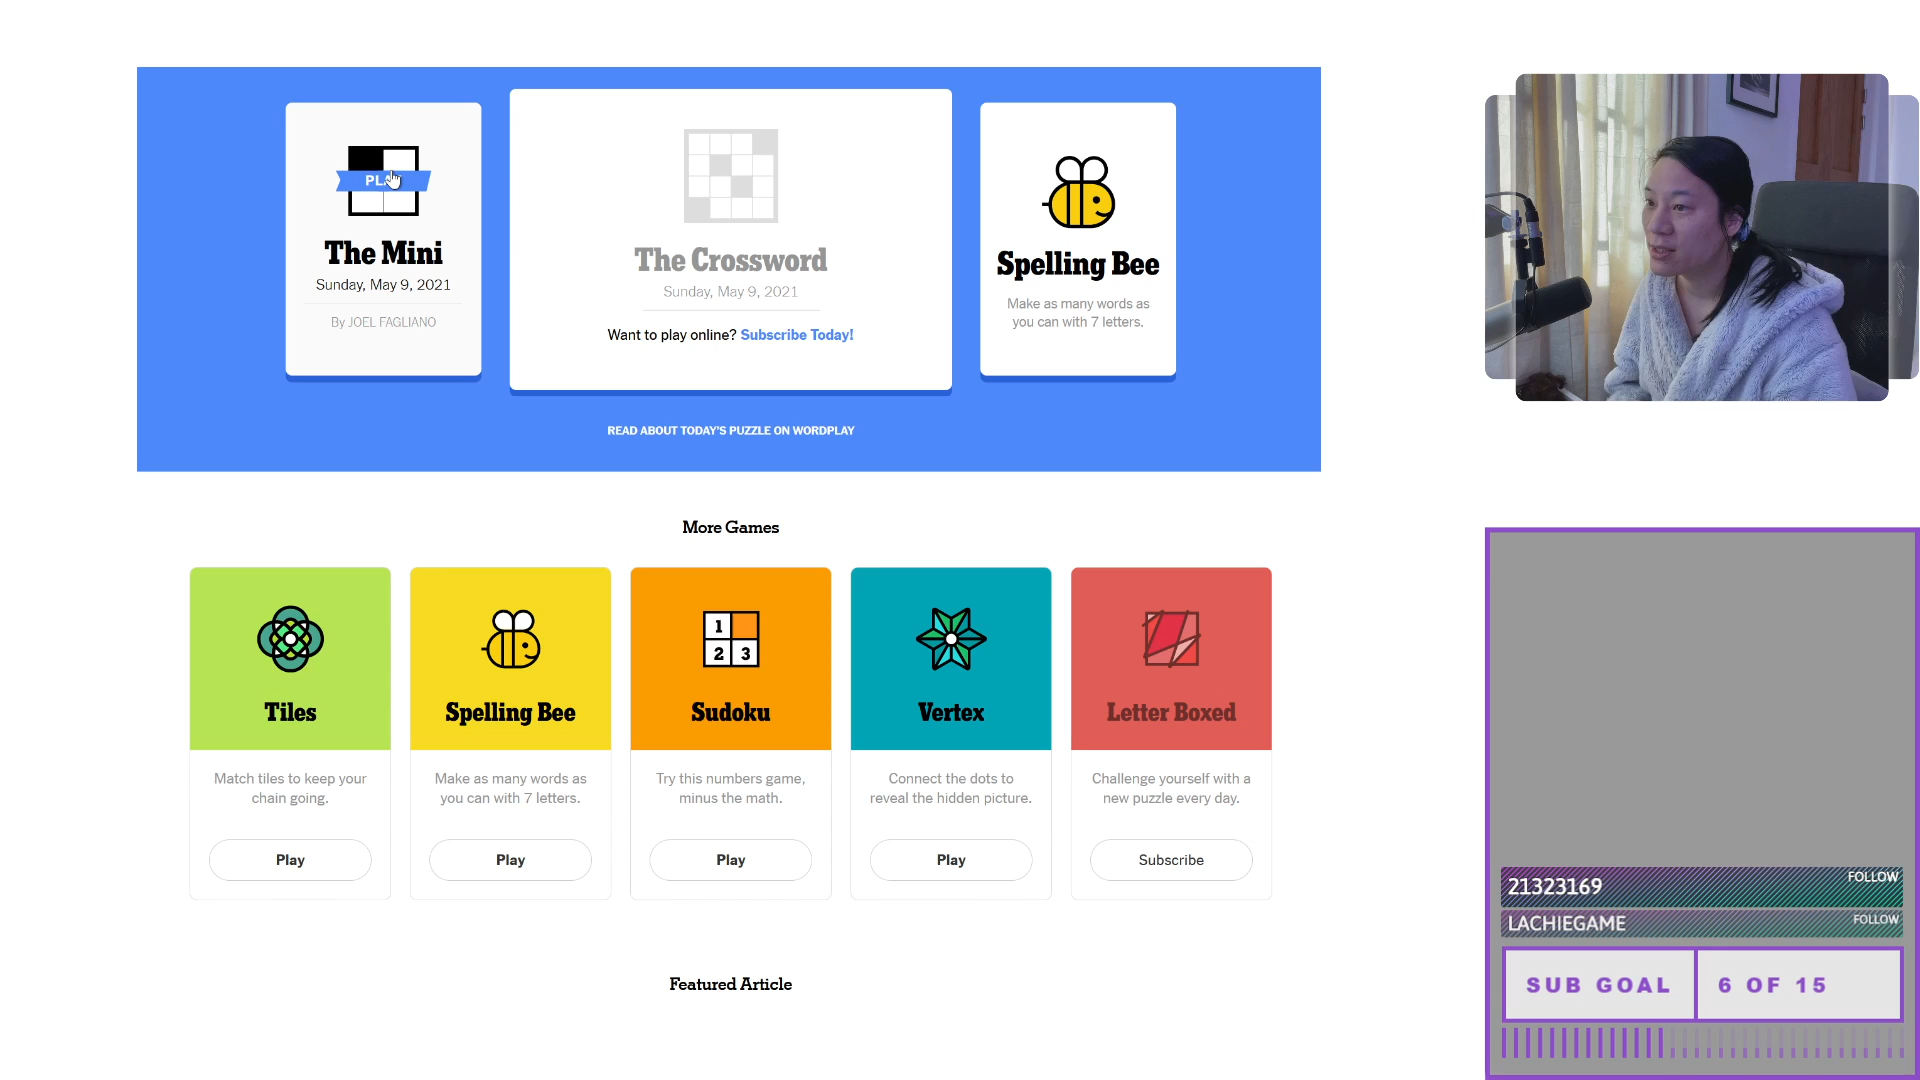 The Mini
Sunday, May 9, 2021
By JOEL FAGLIANO
The Crossword
Sunday, May 9, 2021
Want to play online? Subscribe Today!
Spelling Bee
Make as many words as
you can with 7 letters.
READ ABOUT TODAY'S PUZZLE ON WORDPLAY
More Games
Tiles
Match tiles to keep your
chain going.
Play
Spelling Bee
Make as many words as
you can with 7 letters.
Play
1
2 3
Sudoku
Try this numbers game,
minus the math.
Play
Vertex
Connect the dots to
reveal the hidden picture.
Play
Letter Boxed
Challenge yourself with a
new puzzle every day.
Subscribe
Featured Article
21323169 FOLLOW
LACHIEGAME FOLLOW
SUB GOAL 6 OF 15